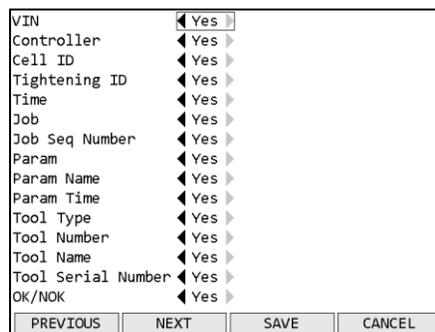 VIN Yes
Controller Yes
Cell ID Yes
Tightening ID Yes
Time Yes
Job Yes
Job Seq Number Yes
Param Yes
Param Name Yes
Param Time Yes
Tool Type Yes
Tool Number Yes
Tool Name Yes
Tool Serial Number Yes
OK/NOK Yes
PREVIOUS NEXT SAVE CANCEL